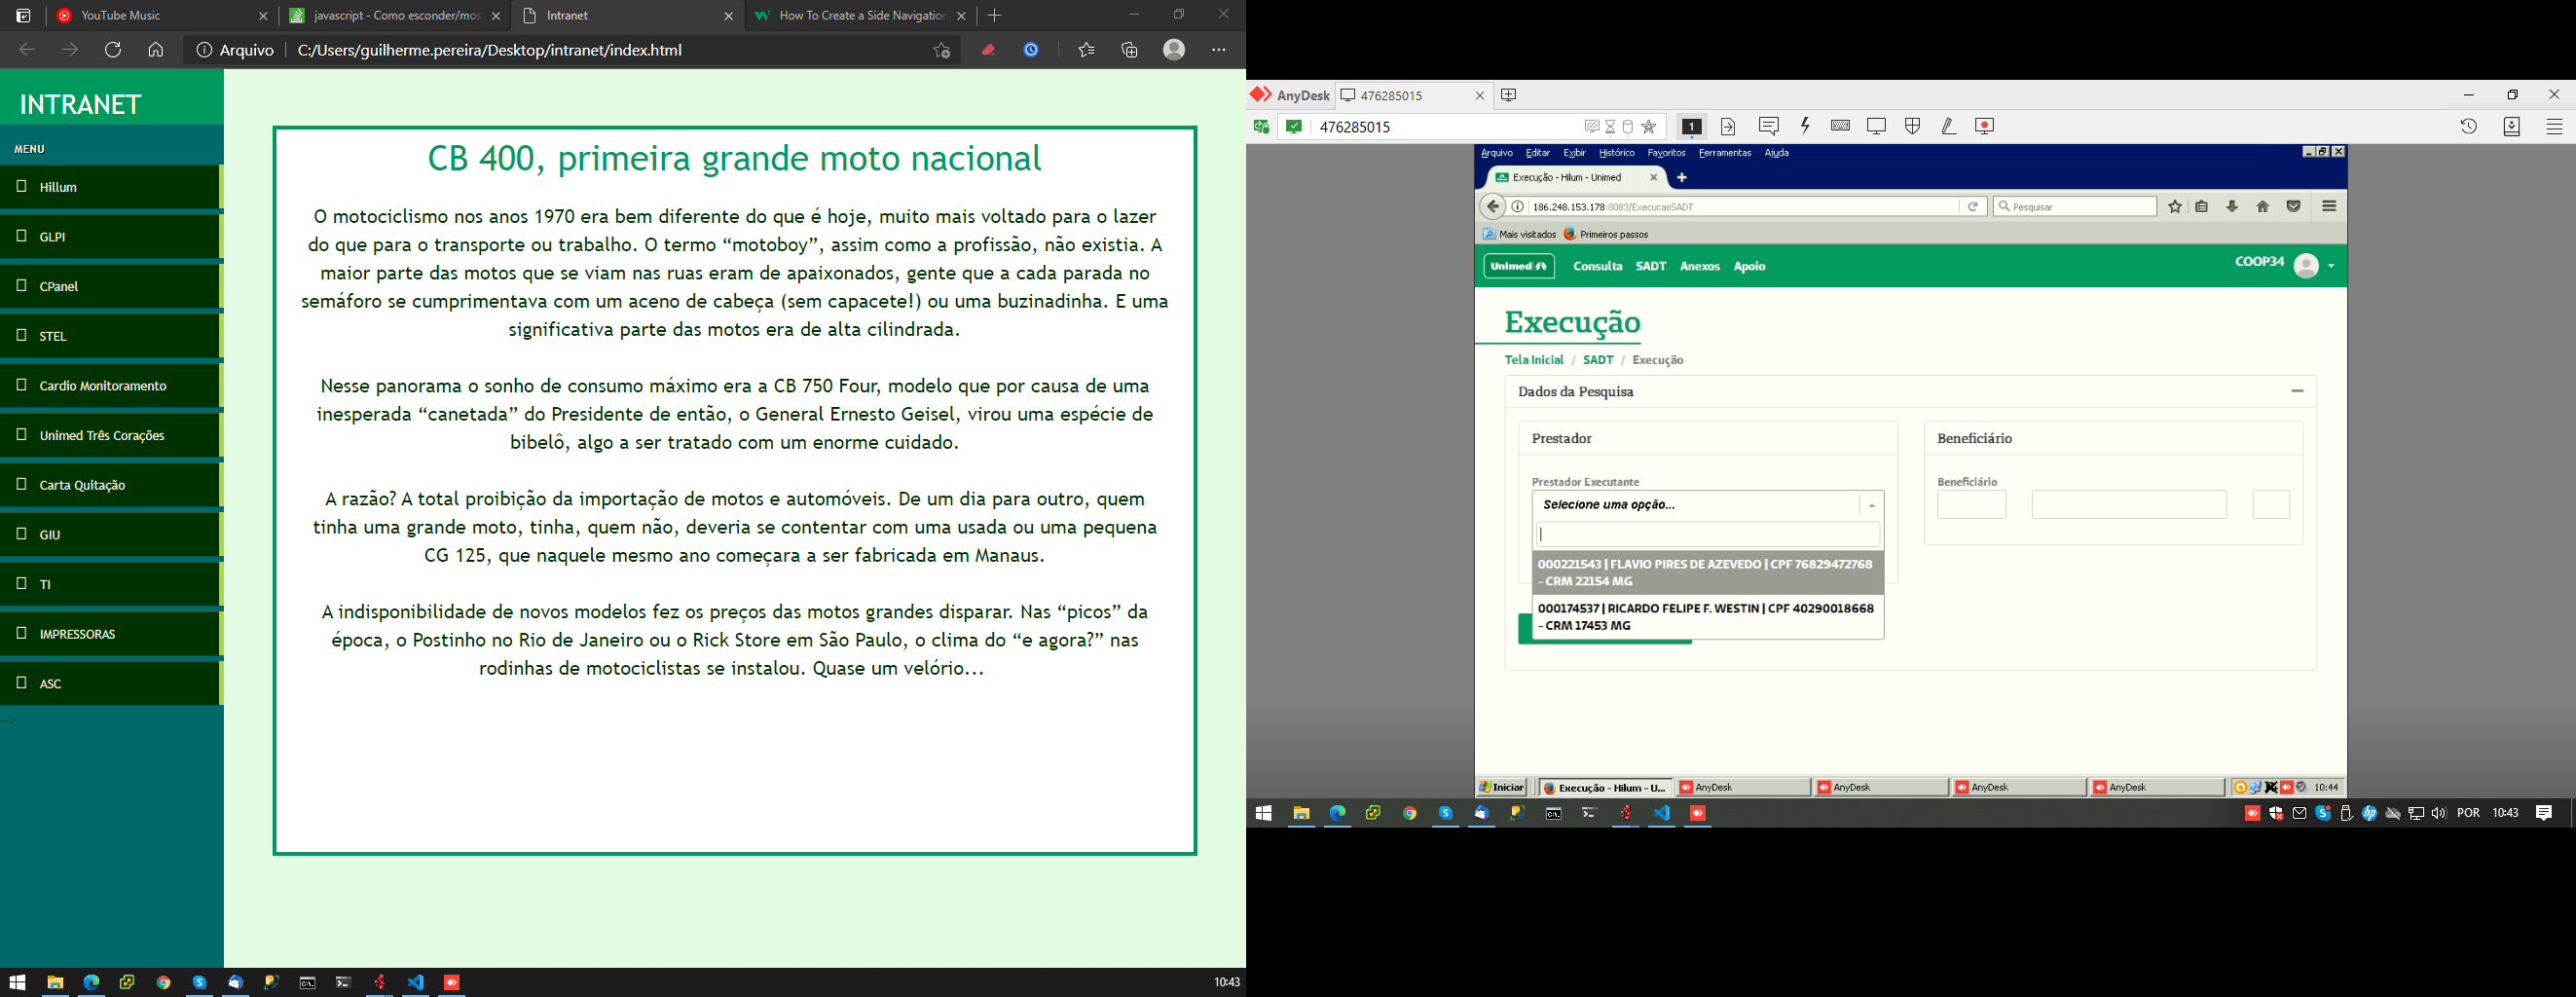 YouTube Music
javascript - Como esconder/mos
Intranet
How To Create a Side Navigation
Arquivo
C:/Users/guilherme.pereira/Desktop/intranet/index.html
INTRANET
MENU
Hillum
GLPI
CPanel
STEL
Cardio Monitoramento
Unimed Três Corações
Carta Quitação
GIU
TI
IMPRESSORAS
ASC
-->
CB 400, primeira grande moto nacional
O motociclismo nos anos 1970 era bem diferente do que é hoje, muito mais voltado para o lazer
do que para o transporte ou trabalho. O termo “motoboy”, assim como a profissão, não existia. A
maior parte das motos que se viam nas ruas eram de apaixonados, gente que a cada parada no
semáforo se cumprimentava com um aceno de cabeça (sem capacete!) ou uma buzinadinha. E uma
significativa parte das motos era de alta cilindrada.
Nesse panorama o sonho de consumo máximo era a CB 750 Four, modelo que por causa de uma
inesperada “canetada” do Presidente de então, o General Ernesto Geisel, virou uma espécie de
bibelô, algo a ser tratado com um enorme cuidado.
A razão? A total proibição da importação de motos e automóveis. De um dia para outro, quem
tinha uma grande moto, tinha, quem não, deveria se contentar com uma usada ou uma pequena
CG 125, que naquele mesmo ano começara a ser fabricada em Manaus.
A indisponibilidade de novos modelos fez os preços das motos grandes disparar. Nas “picos” da
época, o Postinho no Rio de Janeiro ou o Rick Store em São Paulo, o clima do “e agora?” nas
rodinhas de motociclistas se instalou. Quase um velório...
10:43
AnyDesk
476285015
476285015
1
Arquivo Editar Exibir Histórico Favoritos Ferramentas Ajuda
Execução - Hilum - Unimed
186.248.153.178:8083/ExecucaoSADT
Pesquisar
Mais visitados
Primeiros passos
Unimed
Consulta SADT Anexos Apoio
COOP34
Execução
Tela Inicial / SADT / Execução
Dados da Pesquisa
Prestador
Prestador Executante
Selecione uma opção...
000221543 | FLAVIO PIRES DE AZEVEDO | CPF 76829472768
- CRM 22154 MG
000174537 | RICARDO FELIPE F. WESTIN | CPF 40290018668
- CRM 17453 MG
Beneficiário
Beneficiário
Iniciar
Execução - Hilum - U...
AnyDesk
AnyDesk
AnyDesk
AnyDesk
10:44
POR
10:43